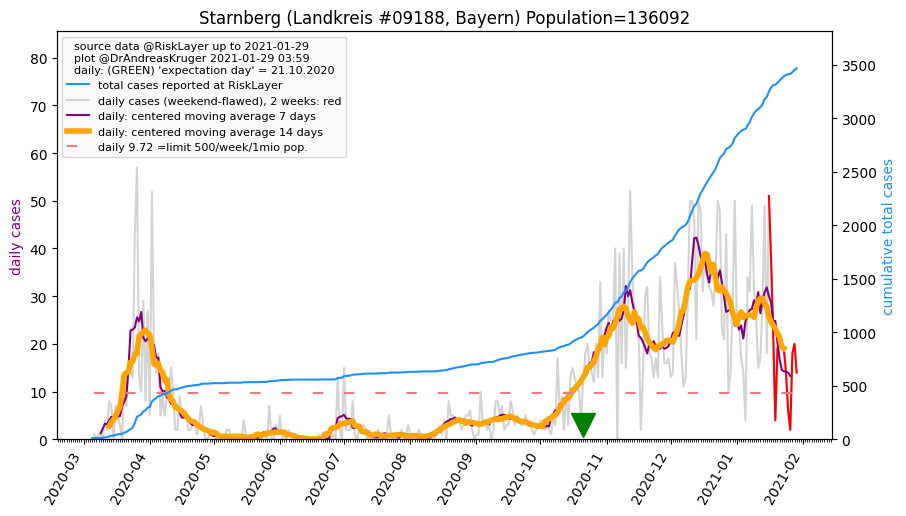 Starnberg (Landkreis #09188, Bayern) Population=136092
source data @RiskLayer up to 2021-01-29
plot @DrAndreasKruger 2021-01-29 03:59
daily: (GREEN) 'expectation day' = 21.10.2020
total cases reported at RiskLayer
daily cases (weekend-flawed), 2 weeks: red
daily: centered moving average 7 days
daily: centered moving average 14 days
daily 9.72 =limit 500/week/1mio pop.
daily cases
80
70
60
50
40
30
20
10
0
cumulative total cases
3500
3000
2500
2000
1500
1000
500
0
2020-03
2020-04
2020-05
2020-06
2020-07
2020-08
2020-09
2020-10
2020-11
2020-12
2021-01
2021-02